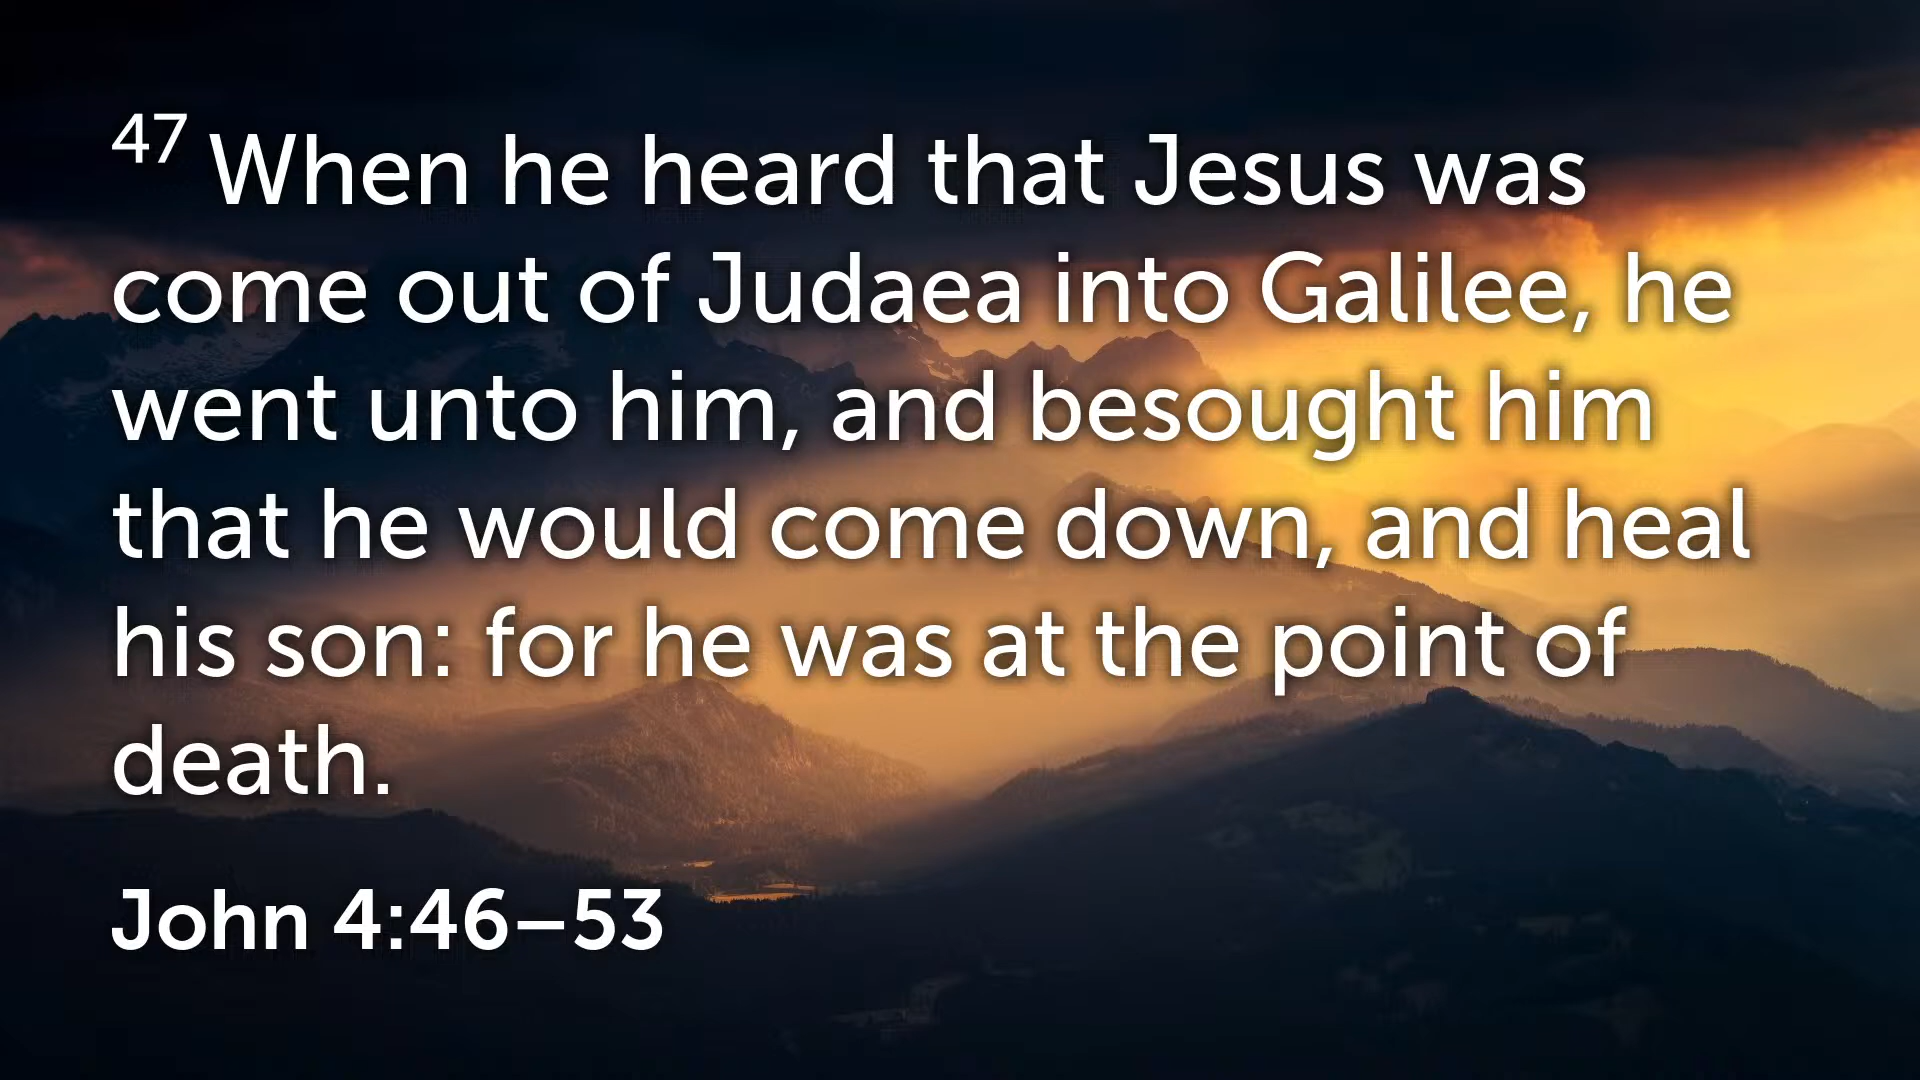 47 When he heard that Jesus was
come out of Judaea into Galilee, he
went unto him, and besought him
that he would come down, and heal
his son: for he was at the point of
death.
John 4:46–53